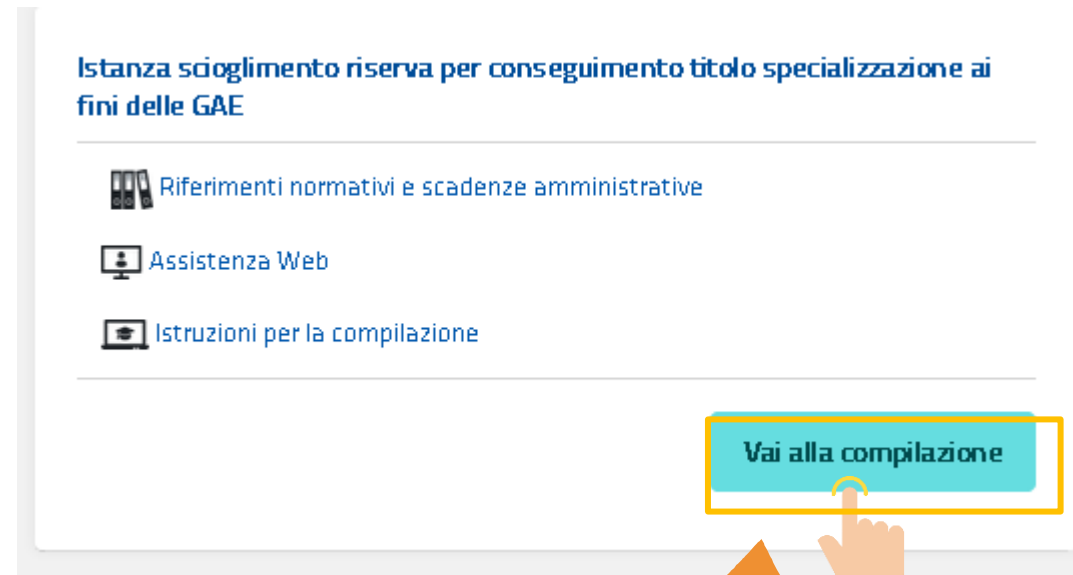 Istanza scioglimento riserva per conseguimento titolo specializzazione ai
fini delle GAE
Riferimenti normativi e scadenze amministrative
Assistenza Web
Istruzioni per la compilazione
Vai alla compilazione